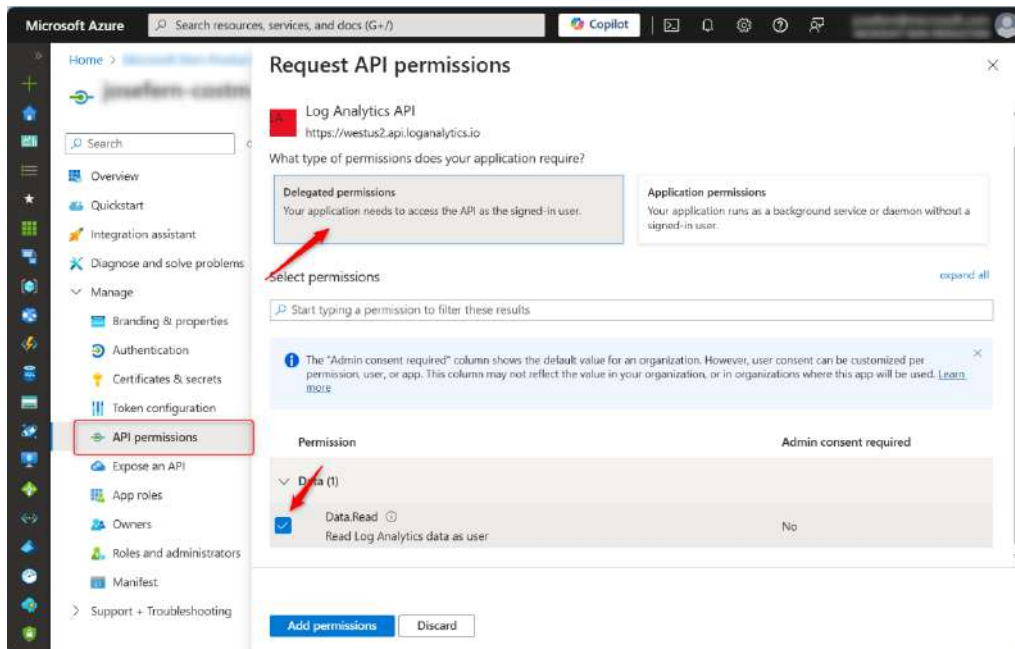 Microsoft Azure
Search resources, services, and docs (G+/)
Copilot
Home >
Search
Overview
Quickstart
Integration assistant
Diagnose and solve problems
Manage
Branding & properties
Authentication
Certificates & secrets
Token configuration
API permissions
Expose an API
App roles
Owners
Roles and administrators
Manifest
Support + Troubleshooting
Request API permissions
Log Analytics API
https://westus2.api.loganalytics.io
What type of permissions does your application require?
Delegated permissions
Your application needs to access the API as the signed-in user.
Application permissions
Your application runs as a background service or daemon without a
signed-in user.
Select permissions
expand all
Start typing a permission to filter these results
The "Admin consent required" column shows the default value for an organization. However, user consent can be customized per
permission, user, or app. This column may not reflect the value in your organization, or in organizations where this app will be used. Learn
more
Permission
Admin consent required
Data (1)
Data.Read
Read Log Analytics data as user
No
Add permissions
Discard